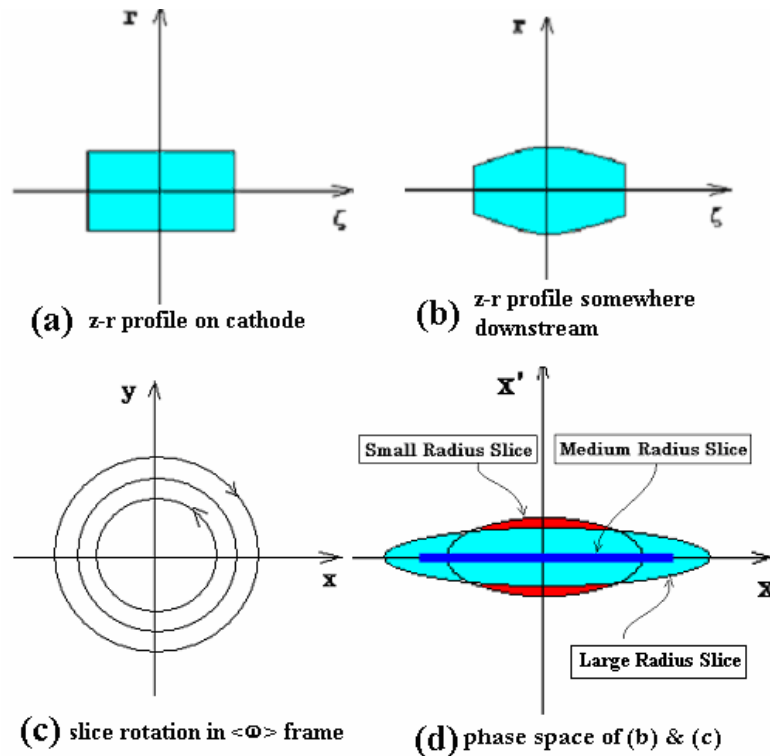 r
ζ
(a) z-r profile on cathode
r
ζ
(b) z-r profile somewhere
downstream
y
x
(c) slice rotation in <ω> frame
X'
Small Radius Slice
Medium Radius Slice
X
Large Radius Slice
(d) phase space of (b) & (c)